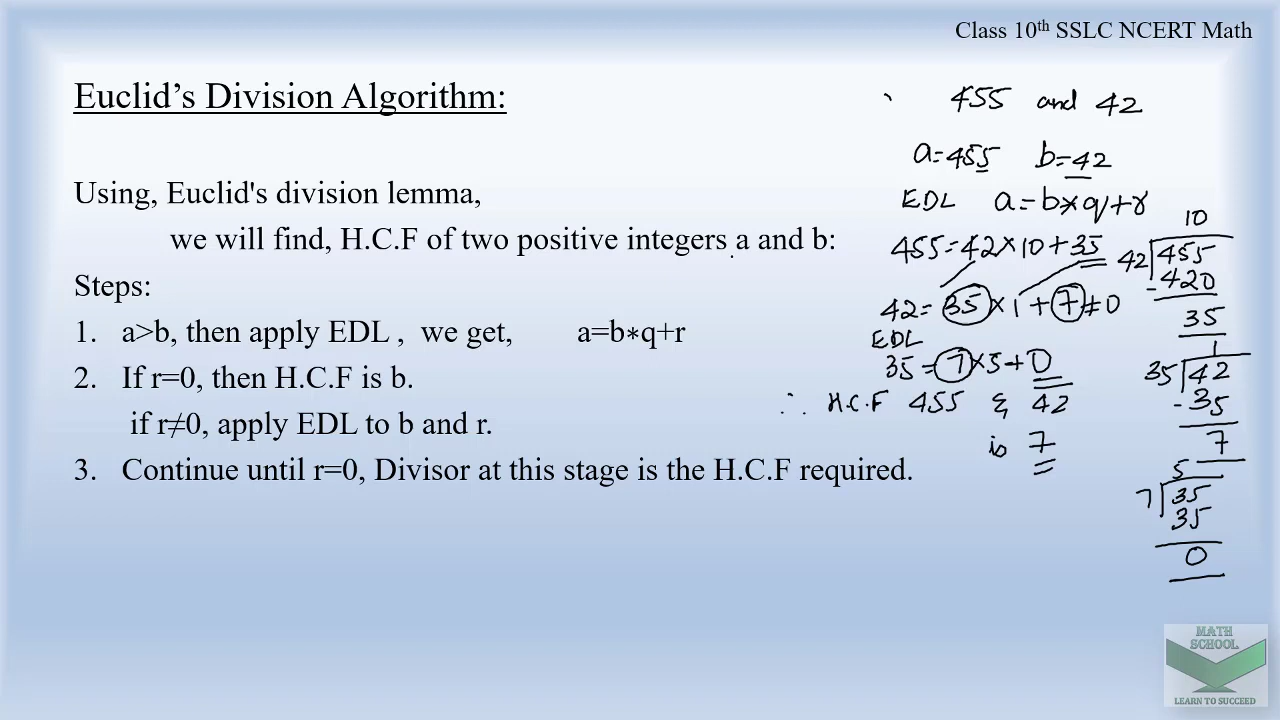 Class 10th SSLC NCERT Math
Euclid's Division Algorithm:
Using, Euclid's division lemma,
we will find, H.C.F of two positive integers a and b:
Steps:
1. a>b, then apply EDL , we get, a=b*q+r
2. If r=0, then H.C.F is b.
if r≠0, apply EDL to b and r.
3. Continue until r=0, Divisor at this stage is the H.C.F required.
455 and 42
a=455 b=42
EDL a=b*q+r
455=42×10+35
42=35×1+7≠0
EDL
35=7×5+0
∴ H.C.F 455 & 42
is 7
10
42 455
-420
35
1
35 42
-35
7
5
7 35
35
0
MATH
SCHOOL
LEARN TO SUCCEED